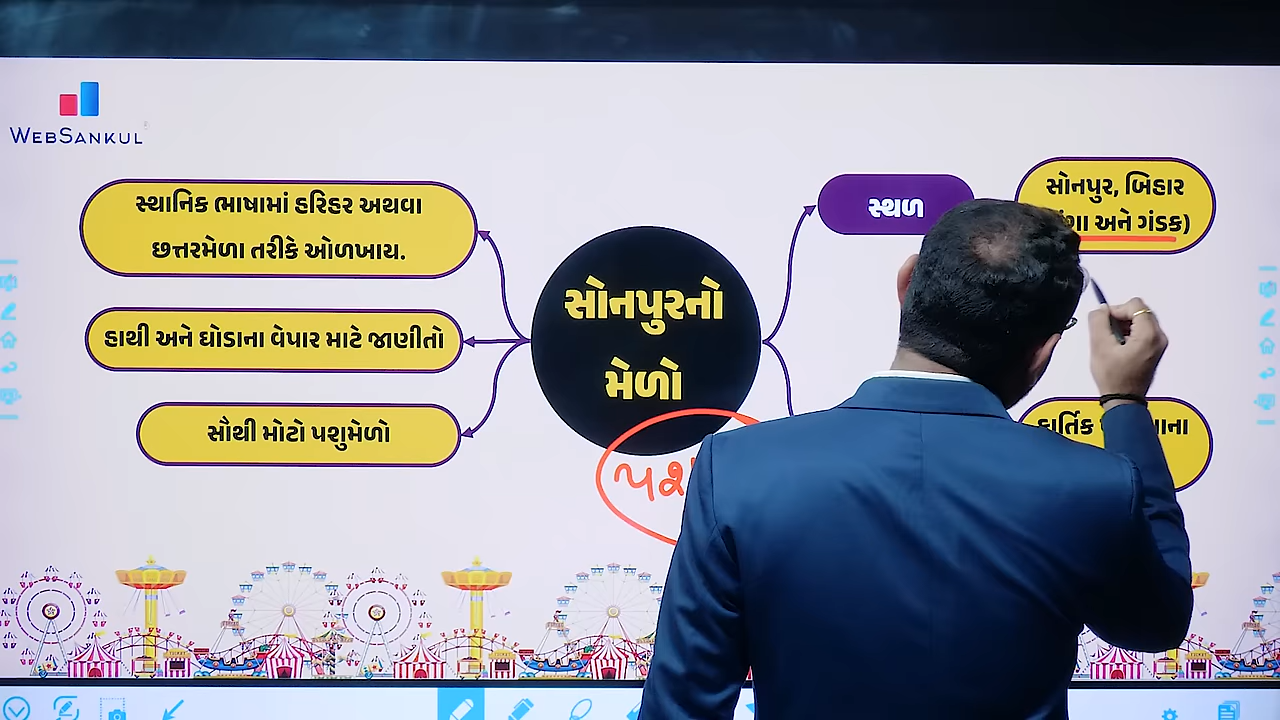 WEBSANKUL
સ્થાનિક ભાષામાં હરિહર અથવા
છત્તરમેળા તરીકે ઓળખાય.
હાથી અને ઘોડાના વેપાર માટે જાણીતો
સૌથી મોટો પશુમેળો
સોનપુરનો
મેળો
સ્થળ
સોનપુર, બિહાર
અને ગંડક)
કાર્તિક